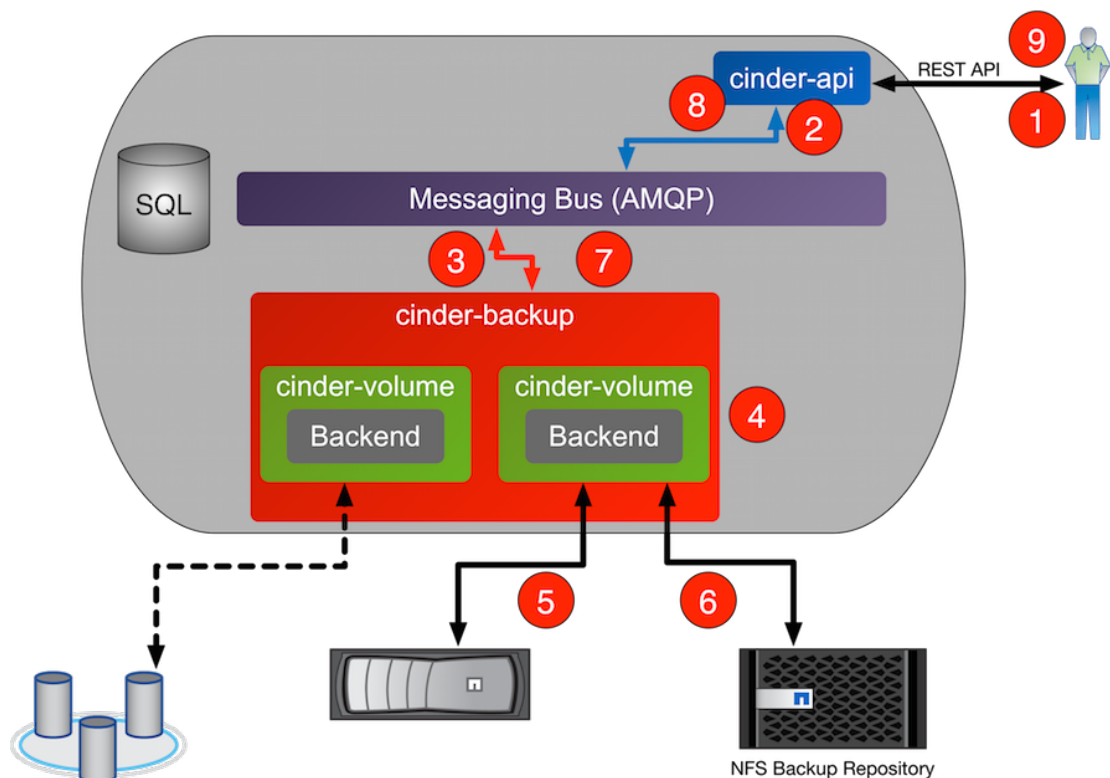 9
cinder-api
REST API
8
2
1
SQL
Messaging Bus (AMQP)
3
7
cinder-backup
cinder-volume
cinder-volume
4
Backend
Backend
5
6
NFS Backup Repository